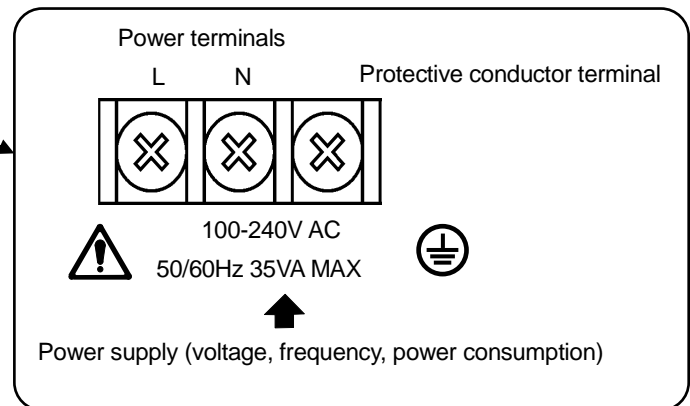 Power terminals
L N Protective conductor terminal
100-240V AC
50/60Hz 35VA MAX
Power supply (voltage, frequency, power consumption)